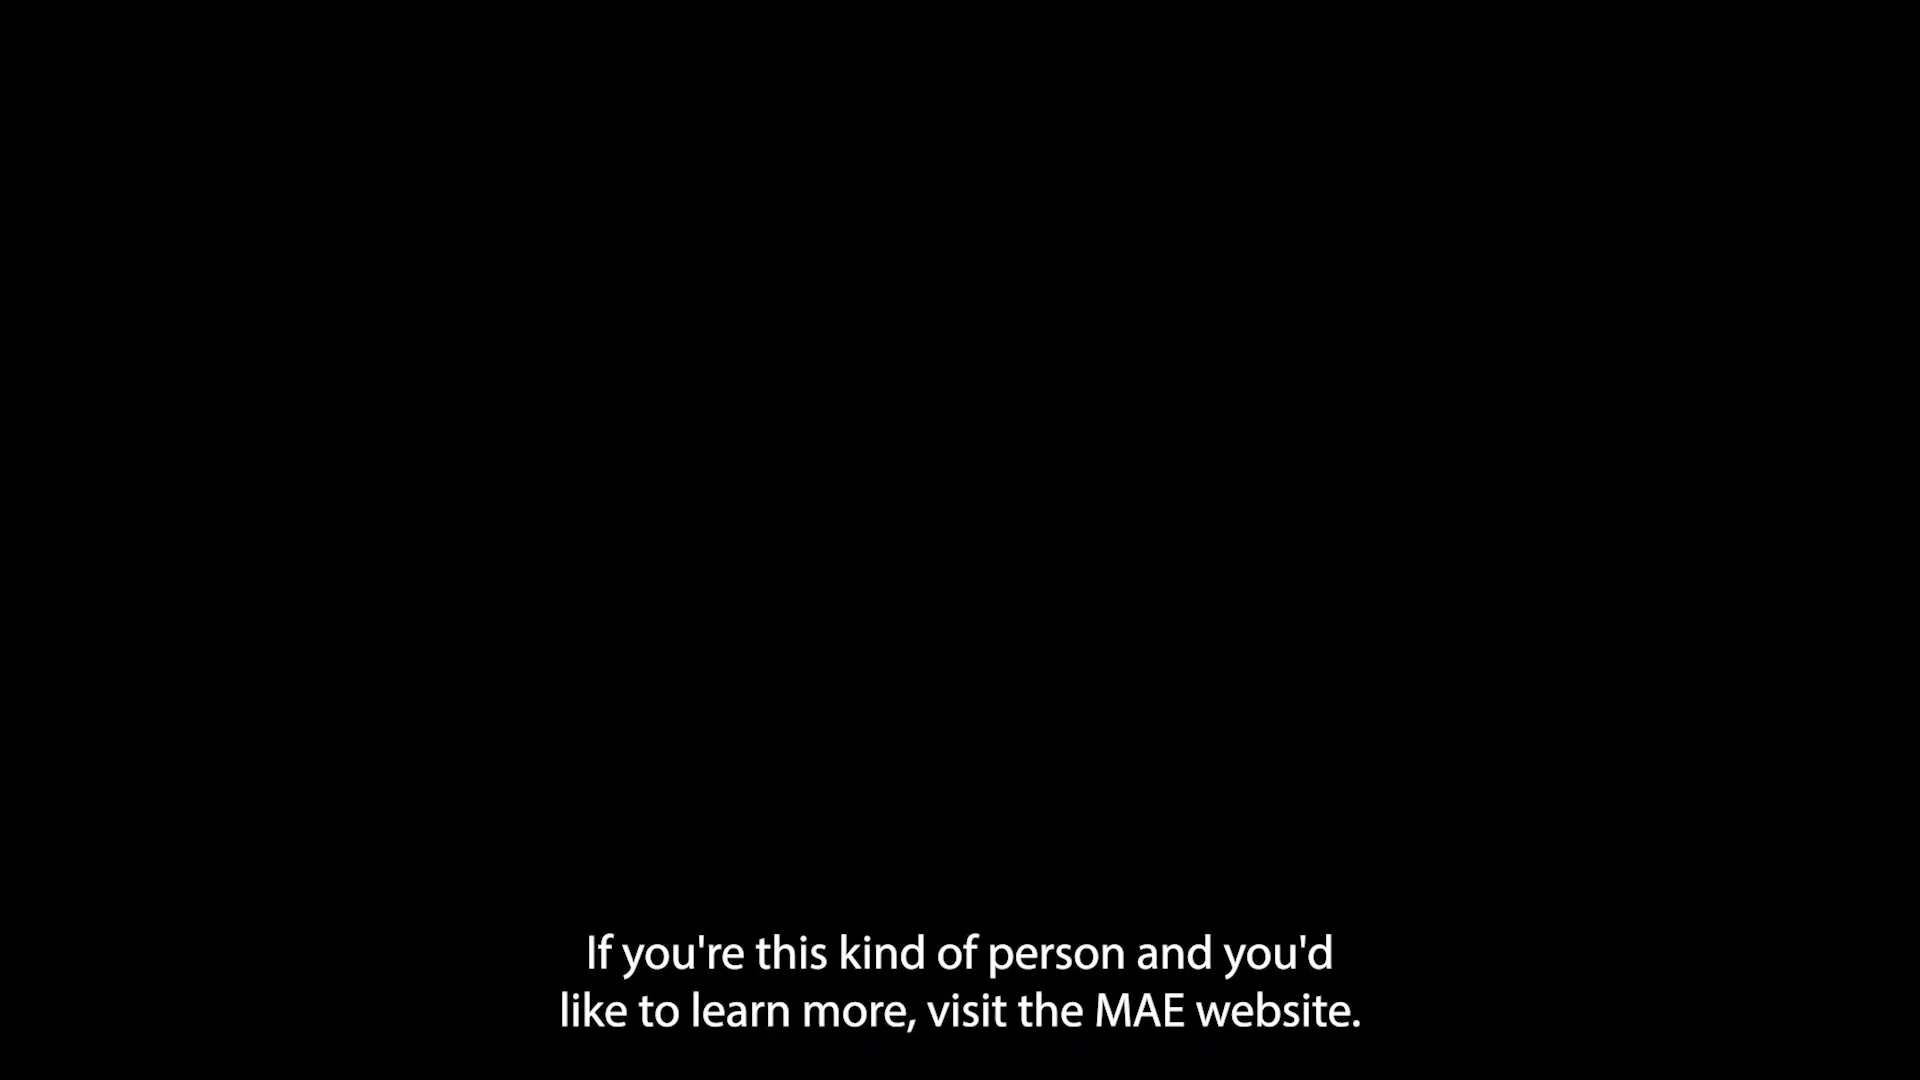 If you're this kind of person and you'd
like to learn more, visit the MAE website.